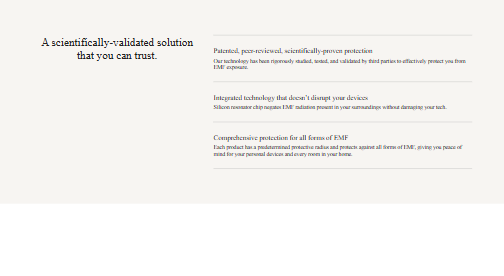 A scientifically-validated solution
that you can trust.
Patented, peer-reviewed, scientifically-proven protection
Our technology has been rigorously studied, tested, and validated by third parties to effectively protect you from
EMF exposure.
Integrated technology that doesn't disrupt your devices
Silicon resonator chip negates EMF radiation present in your surroundings without damaging your tech.
Comprehensive protection for all forms of EMF
Each product has a predetermined protective radius and protects against all forms of EMF, giving you peace of
mind for your personal devices and every room in your home.